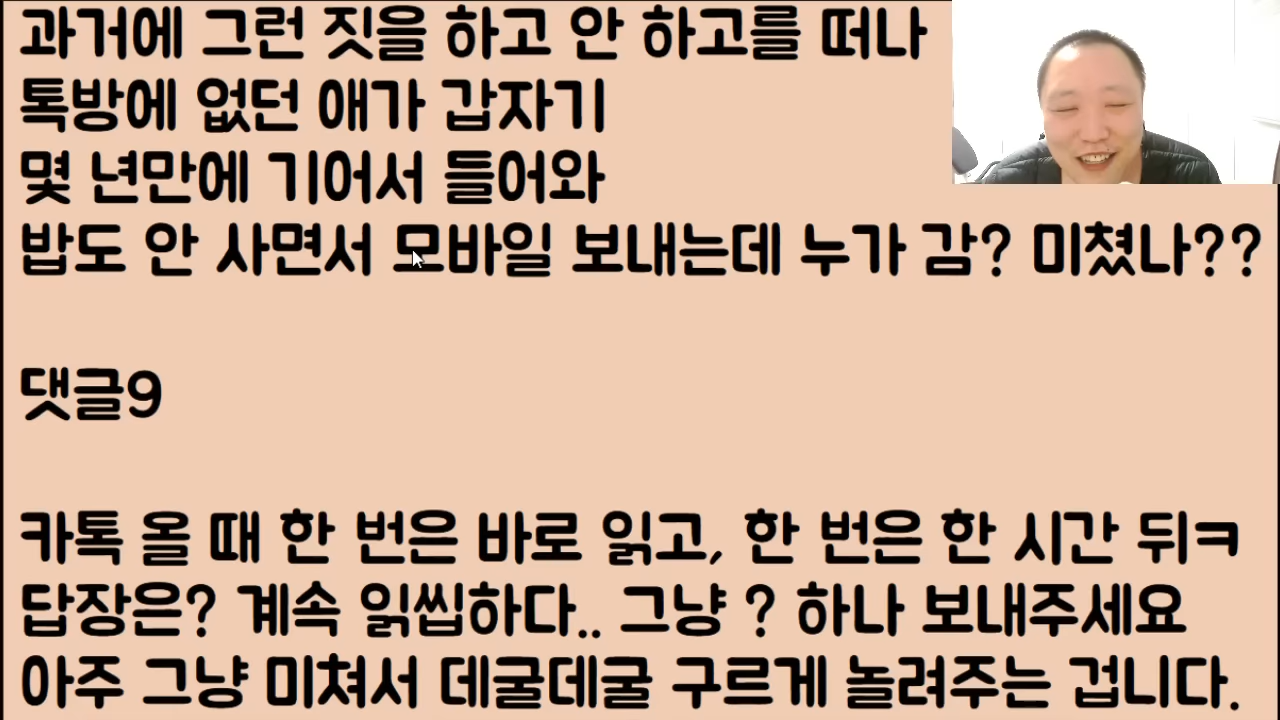 과거에 그런 짓을 하고 안 하고를 떠나
톡방에 없던 애가 갑자기
몇 년만에 기어서 들어와
밥도 안 사면서 모바일 보내는데 누가 감? 미쳤나??
댓글9
카톡 올 때 한 번은 바로 읽고, 한 번은 한 시간 뒤ㅋ
답장은? 계속 읽씹하다.. 그냥 ? 하나 보내주세요
아주 그냥 미쳐서 데굴데굴 구르게 놀려주는 겁니다.